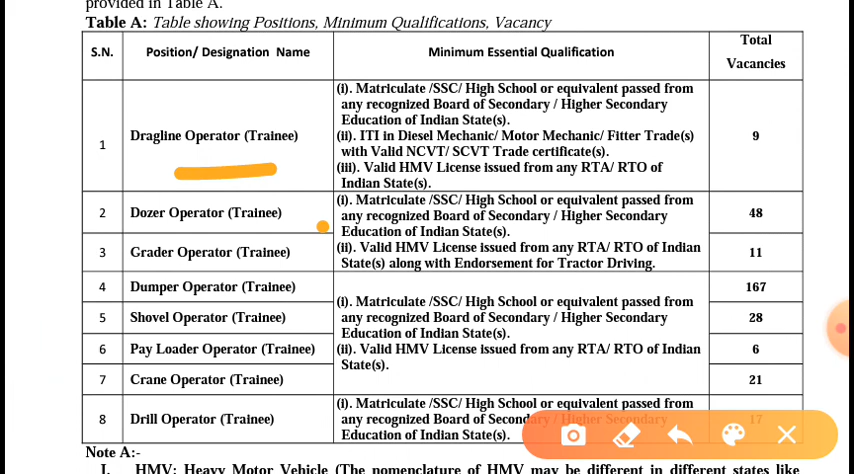 provided in Table A.
Table A: Table showing Positions, Minimum Qualifications, Vacancy
S.N. Position/ Designation Name Minimum Essential Qualification Total Vacancies
1 Dragline Operator (Trainee) 9
(i). Matriculate /SSC/ High School or equivalent passed from
any recognized Board of Secondary / Higher Secondary
Education of Indian State(s).
(ii). ITI in Diesel Mechanic/ Motor Mechanic/ Fitter Trade(s)
with Valid NCVT/ SCVT Trade certificate(s).
(iii). Valid HMV License issued from any RTA/ RTO of
Indian State(s).
2 Dozer Operator (Trainee) 48
3 Grader Operator (Trainee) 11
(i). Matriculate /SSC/ High School or equivalent passed from
any recognized Board of Secondary / Higher Secondary
Education of Indian State(s).
(ii). Valid HMV License issued from any RTA/ RTO of Indian
State(s) along with Endorsement for Tractor Driving.
4 Dumper Operator (Trainee) 167
5 Shovel Operator (Trainee) 28
6 Pay Loader Operator (Trainee) 6
7 Crane Operator (Trainee) 21
(i). Matriculate /SSC/ High School or equivalent passed from
any recognized Board of Secondary / Higher Secondary
Education of Indian State(s).
(ii). Valid HMV License issued from any RTA/ RTO of Indian
State(s).
8 Drill Operator (Trainee) 17
(i). Matriculate /SSC/ High School or equivalent passed from
any recognized Board of Secondary / Higher Secondary
Education of Indian State(s).
Note A:-
I. HMV: Heavy Motor Vehicle (The nomenclature of HMV may be different in different states like